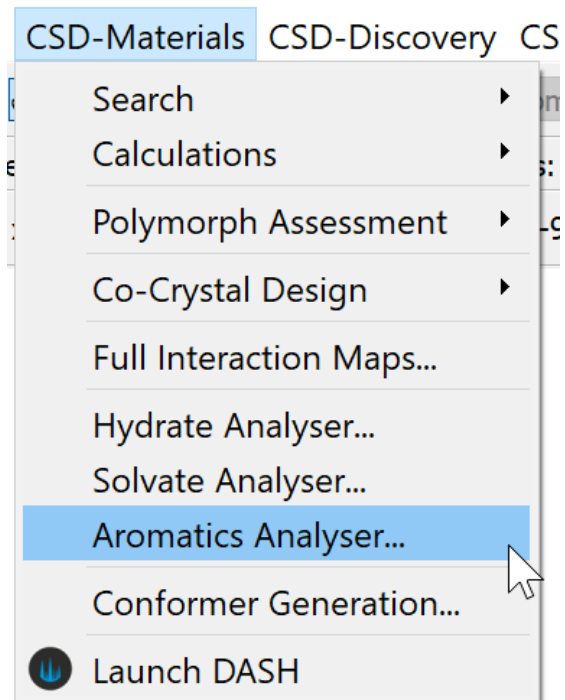 CSD-Materials CSD-Discovery CS
Search
Calculations
Polymorph Assessment
Co-Crystal Design
Full Interaction Maps...
Hydrate Analyser...
Solvate Analyser...
Aromatics Analyser...
Conformer Generation...
Launch DASH